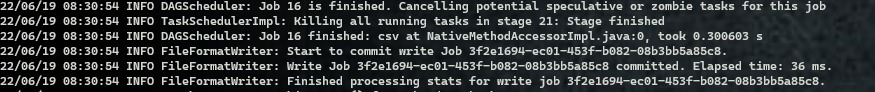 22/06/19 08:30:54 INFO DAGScheduler: Job 16 is finished. Cancelling potential speculative or zombie tasks for this job
22/06/19 08:30:54 INFO TaskSchedulerImpl: Killing all running tasks in stage 21: Stage finished
22/06/19 08:30:54 INFO DAGScheduler: Job 16 finished: csv at NativeMethodAccessorImpl.java:0, took 0.300603 s
22/06/19 08:30:54 INFO FileFormatWriter: Start to commit write Job 3f2e1694-ec01-453f-b082-08b3bb5a85c8.
22/06/19 08:30:54 INFO FileFormatWriter: Write Job 3f2e1694-ec01-453f-b082-08b3bb5a85c8 committed. Elapsed time: 36 ms.
22/06/19 08:30:54 INFO FileFormatWriter: Finished processing stats for write job 3f2e1694-ec01-453f-b082-08b3bb5a85c8.